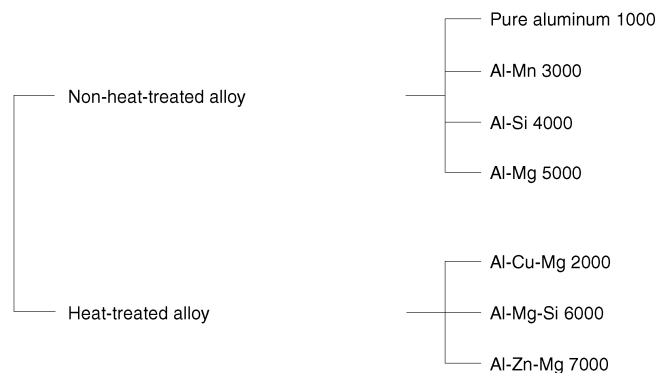 Pure aluminum 1000
Al-Mn 3000
Non-heat-treated alloy
Al-Si 4000
Al-Mg 5000
Al-Cu-Mg 2000
Heat-treated alloy
Al-Mg-Si 6000
Al-Zn-Mg 7000